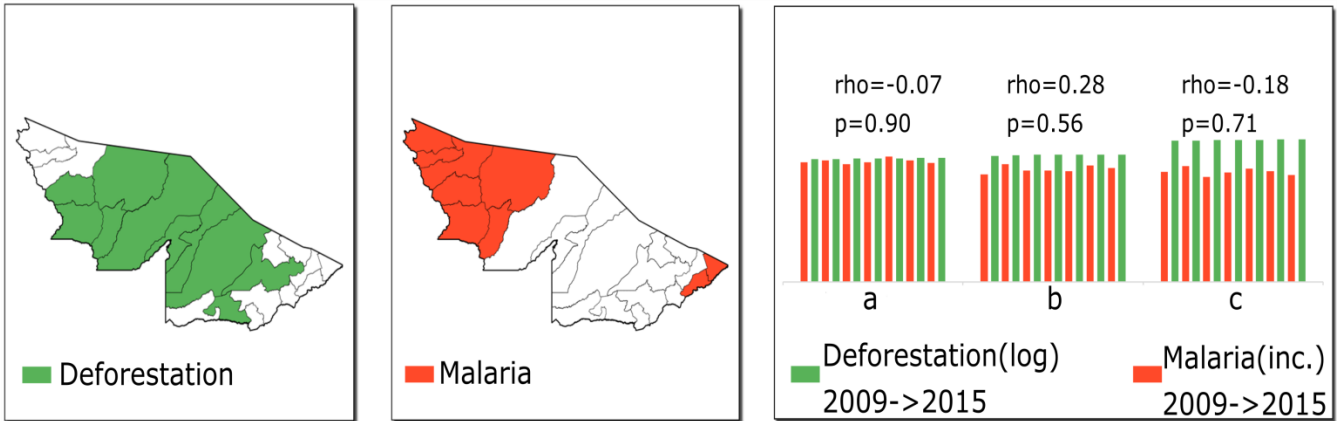 Deforestation
Malaria
rho=-0.07
p=0.90
rho=0.28
p=0.56
rho=-0.18
p=0.71
a
b
c
Deforestation(log)
2009->2015
Malaria(inc.)
2009->2015